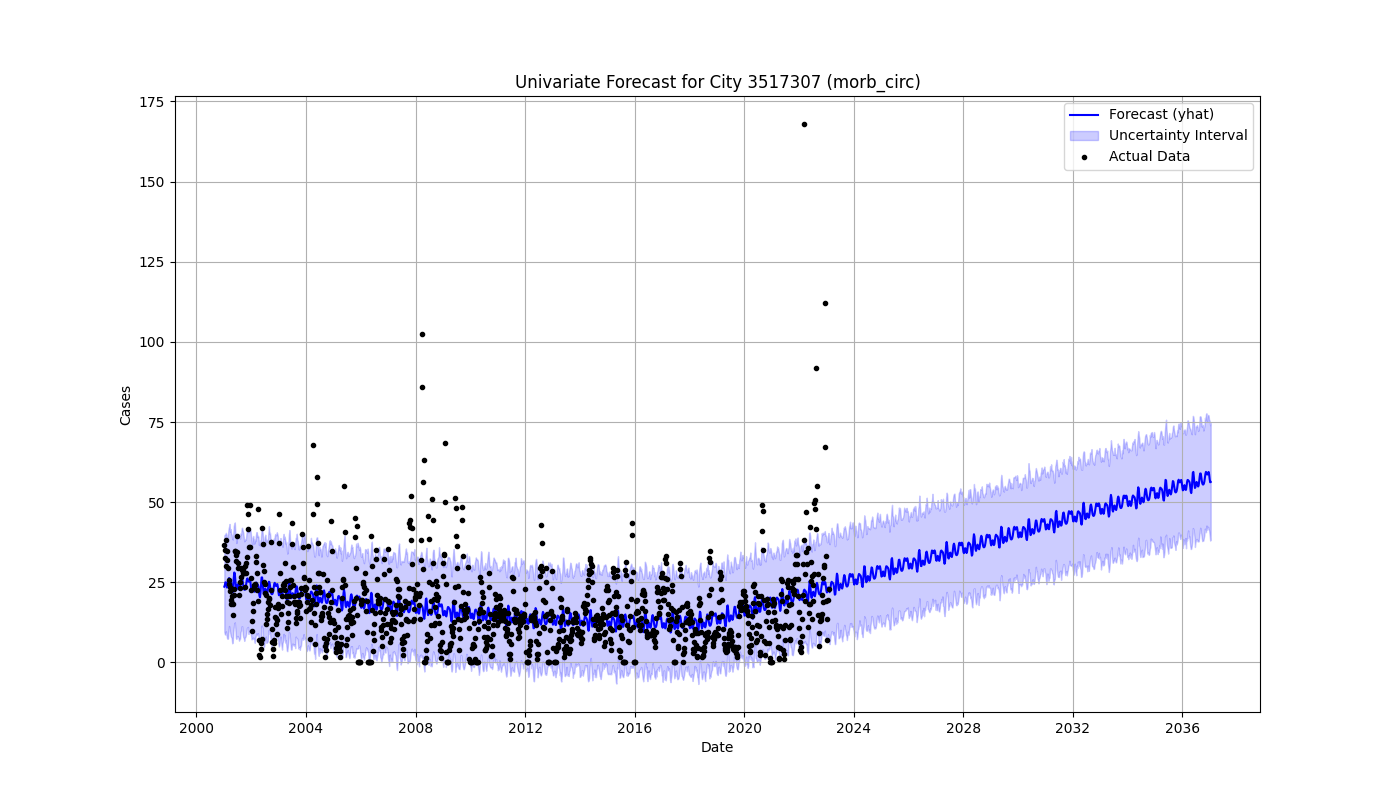 Univariate Forecast for City 3517307 (morb_circ)
Forecast (yhat)
Uncertainty Interval
Actual Data
175
150
125
100
75
50
25
0
Cases
2000 2004 2008 2012 2016 2020 2024 2028 2032 2036
Date